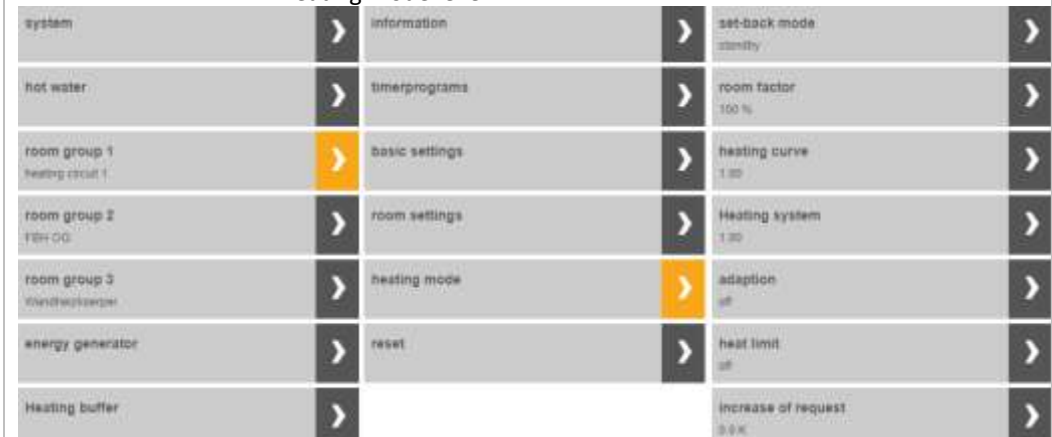 system
hot water
room group 1
heating circuit 1
room group 2
FBH OG
room group 3
Wandheizkoerper
energy generator
Heating buffer
information
timerprograms
basic settings
room settings
heating mode
reset
set-back mode
standby
room factor
100 %
heating curve
1.00
Heating system
1.00
adaption
off
heat limit
off
increase of request
0.0 K